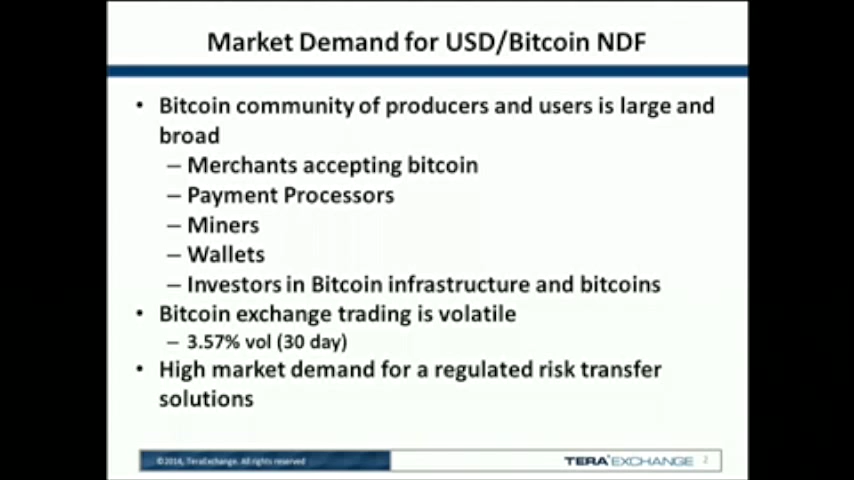 Market Demand for USD/Bitcoin NDF
• Bitcoin community of producers and users is large and
broad
– Merchants accepting bitcoin
– Payment Processors
– Miners
– Wallets
– Investors in Bitcoin infrastructure and bitcoins
• Bitcoin exchange trading is volatile
– 3.57% vol (30 day)
• High market demand for a regulated risk transfer
solutions
©2014, TeraExchange. All rights reserved
TERA EXCHANGE 2